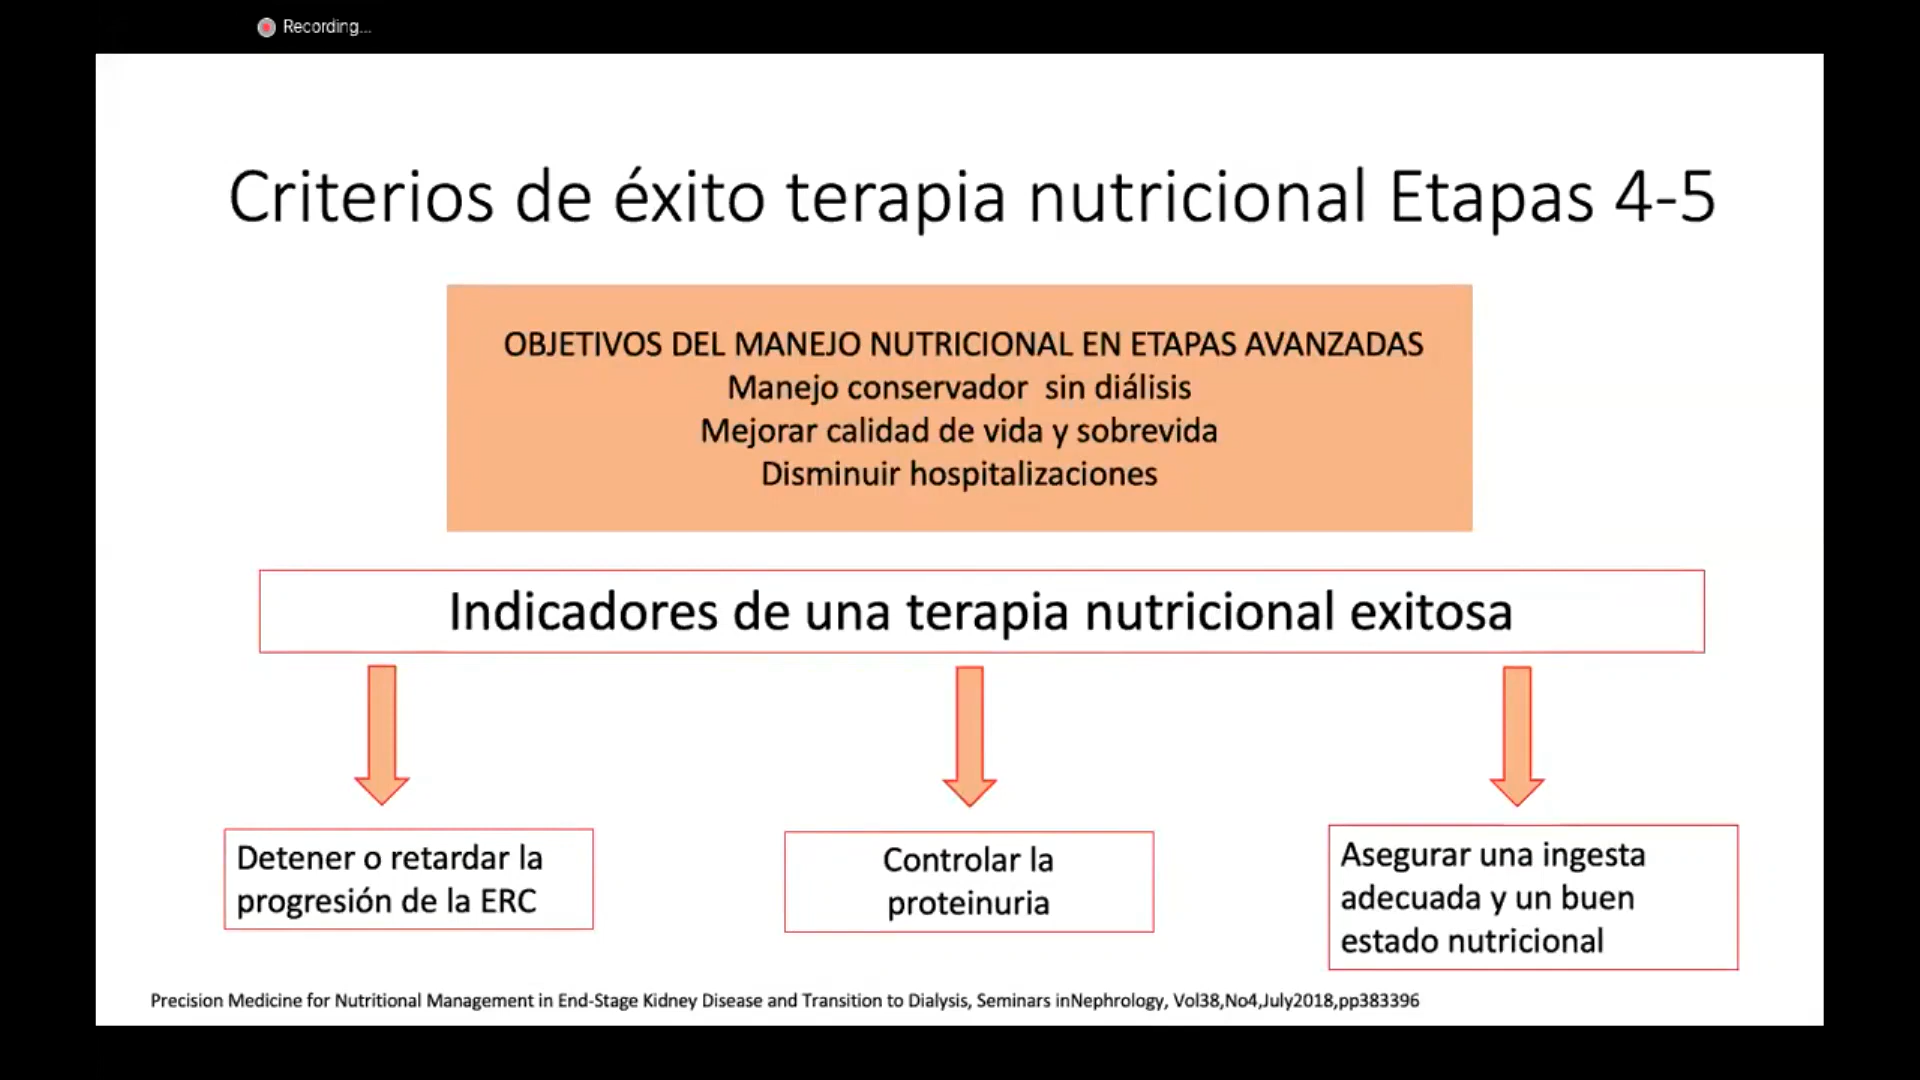 Recording...
Criterios de éxito terapia nutricional Etapas 4-5
OBJETIVOS DEL MANEJO NUTRICIONAL EN ETAPAS AVANZADAS
Manejo conservador sin diálisis
Mejorar calidad de vida y sobrevida
Disminuir hospitalizaciones
Indicadores de una terapia nutricional exitosa
Detener o retardar la
progresión de la ERC
Controlar la
proteinuria
Asegurar una ingesta
adecuada y un buen
estado nutricional
Precision Medicine for Nutritional Management in End-Stage Kidney Disease and Transition to Dialysis, Seminars inNephrology, Vol38,No4,July2018,pp383396